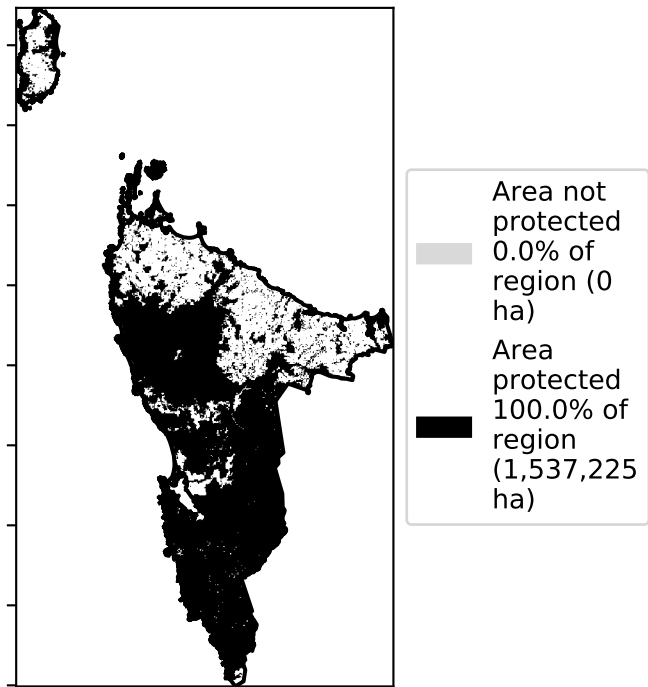 Area not
protected
0.0% of
region (0
ha)
Area
protected
100.0% of
region
(1,537,225
ha)